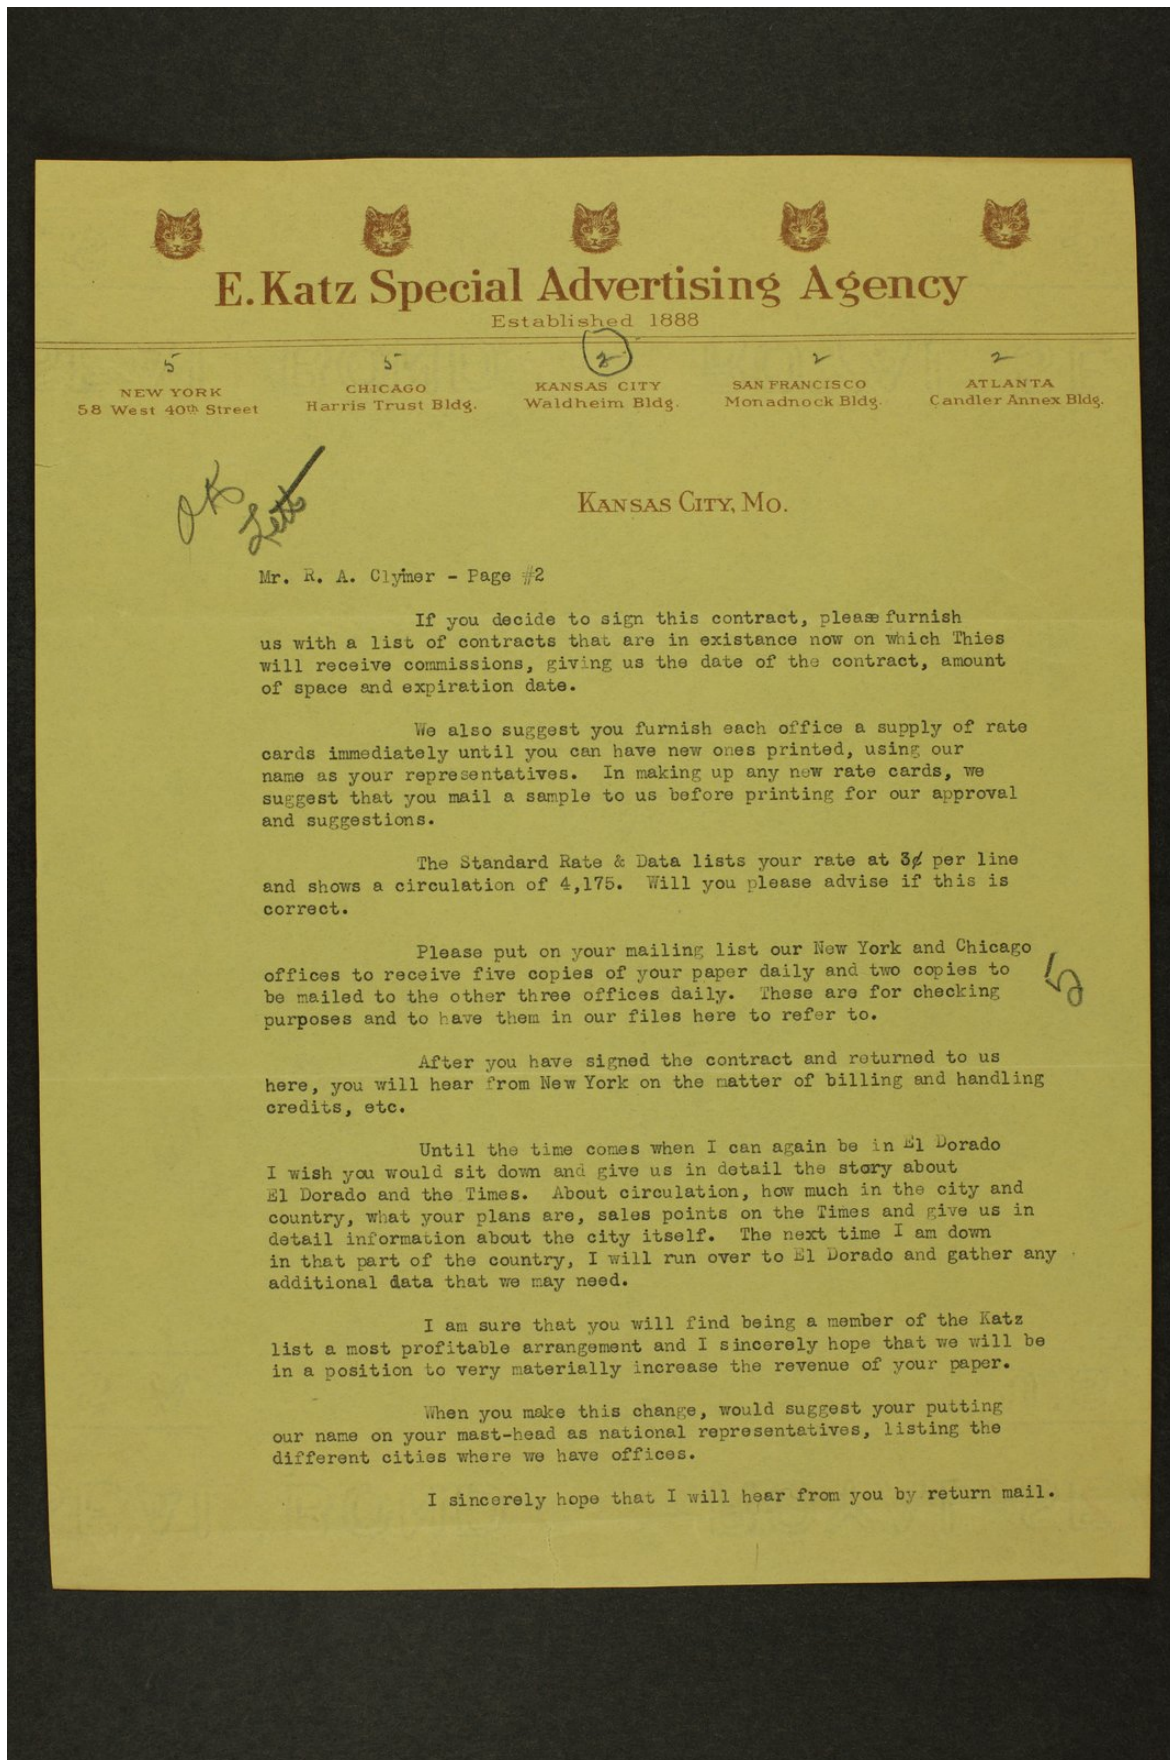 E. Katz Special Advertising Agency
Established 1888
5 5 2 2 2
NEW YORK CHICAGO KANSAS CITY SAN FRANCISCO ATLANTA
58 West 40th Street Harris Trust Bldg. Waldheim Bldg. Monadnock Bldg. Candler Annex Bldg.
OK
KANSAS CITY, MO.
Mr. R. A. Clymer - Page #2
If you decide to sign this contract, please furnish
us with a list of contracts that are in existance now on which Thies
will receive commissions, giving us the date of the contract, amount
of space and expiration date.
We also suggest you furnish each office a supply of rate
cards immediately until you can have new ones printed, using our
name as your representatives. In making up any new rate cards, we
suggest that you mail a sample to us before printing for our approval
and suggestions.
The Standard Rate & Data lists your rate at 3¢ per line
and shows a circulation of 4,175. Will you please advise if this is
correct.
Please put on your mailing list our New York and Chicago
offices to receive five copies of your paper daily and two copies to
be mailed to the other three offices daily. These are for checking
purposes and to have them in our files here to refer to.
After you have signed the contract and returned to us
here, you will hear from New York on the matter of billing and handling
credits, etc.
Until the time comes when I can again be in El Dorado
I wish you would sit down and give us in detail the story about
El Dorado and the Times. About circulation, how much in the city and
country, what your plans are, sales points on the Times and give us in
detail information about the city itself. The next time I am down
in that part of the country, I will run over to El Dorado and gather any
additional data that we may need.
I am sure that you will find being a member of the Katz
list a most profitable arrangement and I sincerely hope that we will be
in a position to very materially increase the revenue of your paper.
When you make this change, would suggest your putting
our name on your mast-head as national representatives, listing the
different cities where we have offices.
I sincerely hope that I will hear from you by return mail.